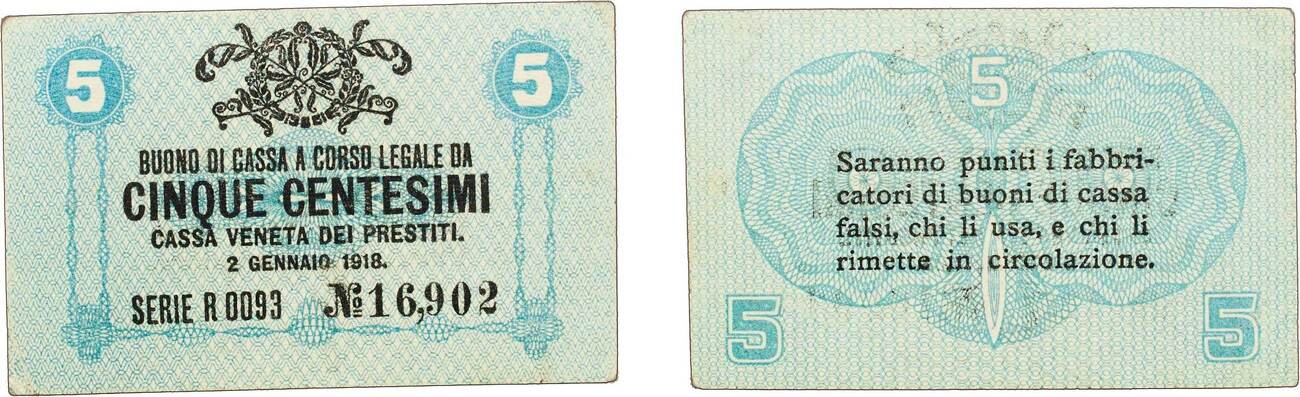 5 5
BUONO DI CASSA A CORSO LEGALE DA
CINQUE CENTESIMI
CASSA VENETA DEI PRESTITI.
2 GENNAIO 1918.
SERIE R 0093 № 16,902
5
Saranno puniti i fabbri-
catori di buoni di cassa
falsi, chi li usa, e chi li
rimette in circolazione.
5 5